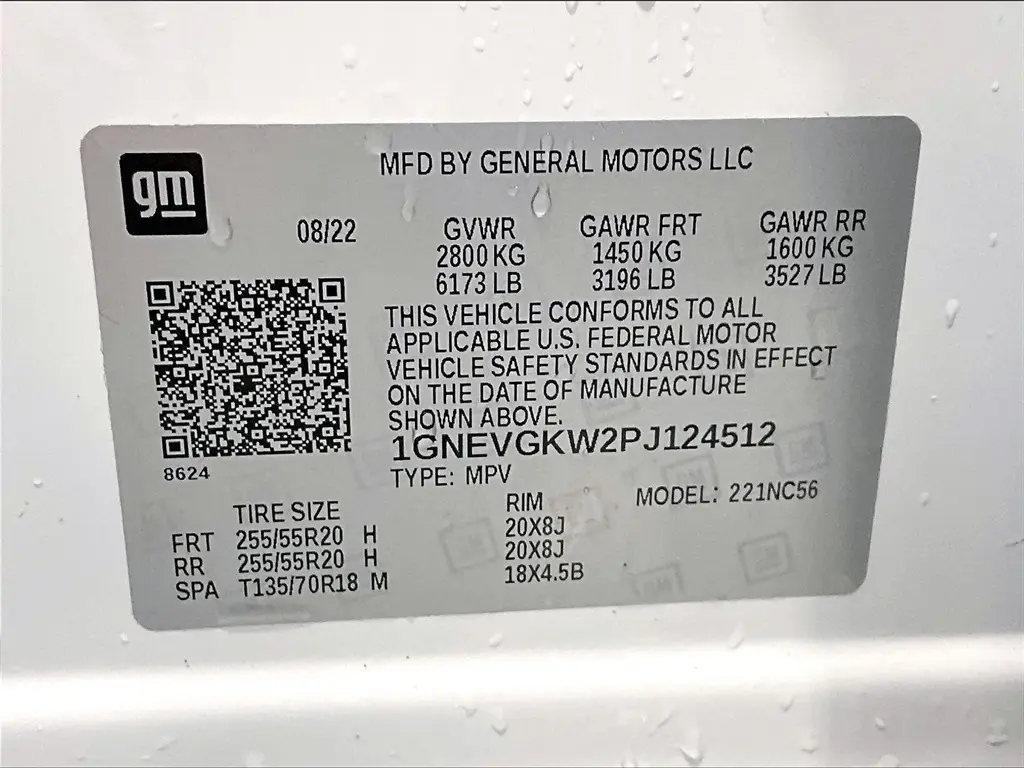 gm
MFD BY GENERAL MOTORS LLC
08/22 GVWR GAWR FRT GAWR RR
2800 KG 1450 KG 1600 KG
6173 LB 3196 LB 3527 LB
THIS VEHICLE CONFORMS TO ALL
APPLICABLE U.S. FEDERAL MOTOR
VEHICLE SAFETY STANDARDS IN EFFECT
ON THE DATE OF MANUFACTURE
SHOWN ABOVE.
1GNEVGKW2PJ124512
8624
TYPE: MPV MODEL: 221NC56
TIRE SIZE RIM
FRT 255/55R20 H 20X8J
RR 255/55R20 H 20X8J
SPA T135/70R18 M 18X4.5B